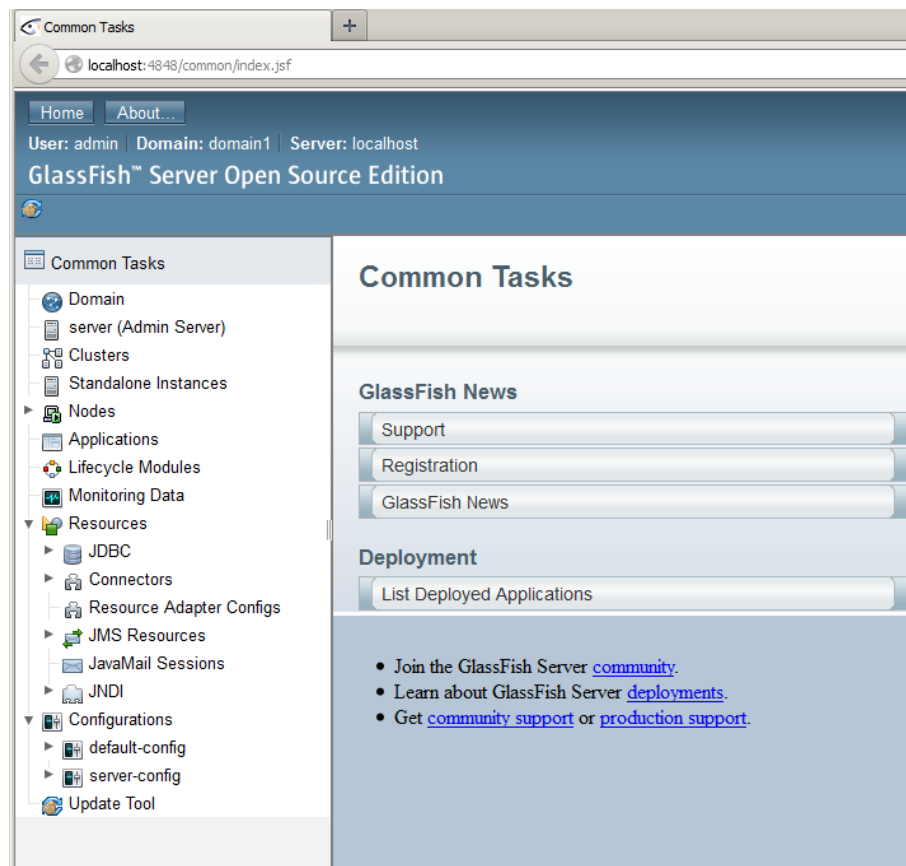 Common Tasks
localhost:4848/common/index.jsf
Home About...
User: admin Domain: domain1 Server: localhost
GlassFish™ Server Open Source Edition
Common Tasks
Domain
server (Admin Server)
Clusters
Standalone Instances
Nodes
Applications
Lifecycle Modules
Monitoring Data
Resources
JDBC
Connectors
Resource Adapter Configs
JMS Resources
JavaMail Sessions
JNDI
Configurations
default-config
server-config
Update Tool
Common Tasks
GlassFish News
Support
Registration
GlassFish News
Deployment
List Deployed Applications
• Join the GlassFish Server community.
• Learn about GlassFish Server deployments.
• Get community support or production support.